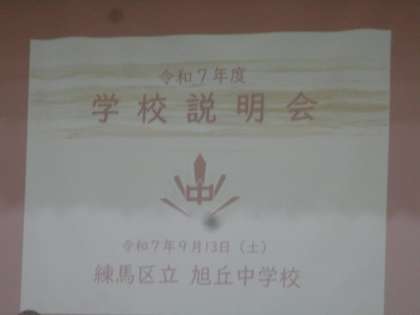 令和7年度
学校説明会
中
令和7年9月13日（土）
練馬区立 旭丘中学校